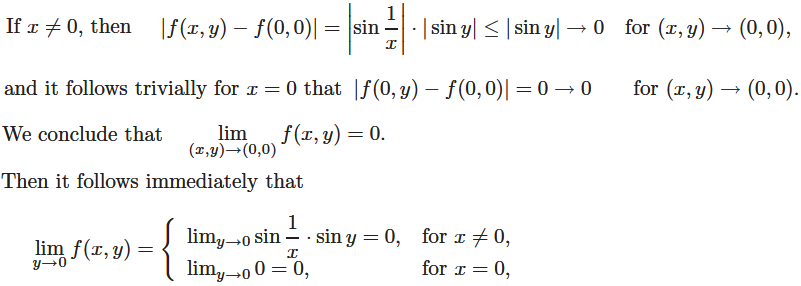 If x ≠ 0, then |f(x, y) − f(0, 0)| = |sin 1/x| · |sin y| ≤ |sin y| → 0 for (x, y) → (0, 0),
and it follows trivially for x = 0 that |f(0, y) − f(0, 0)| = 0 → 0 for (x, y) → (0, 0).
We conclude that lim_{(x,y)→(0,0)} f(x, y) = 0.
Then it follows immediately that
lim_{y→0} f(x, y) = { lim_{y→0} sin 1/x · sin y = 0, for x ≠ 0,
lim_{y→0} 0 = 0, for x = 0,